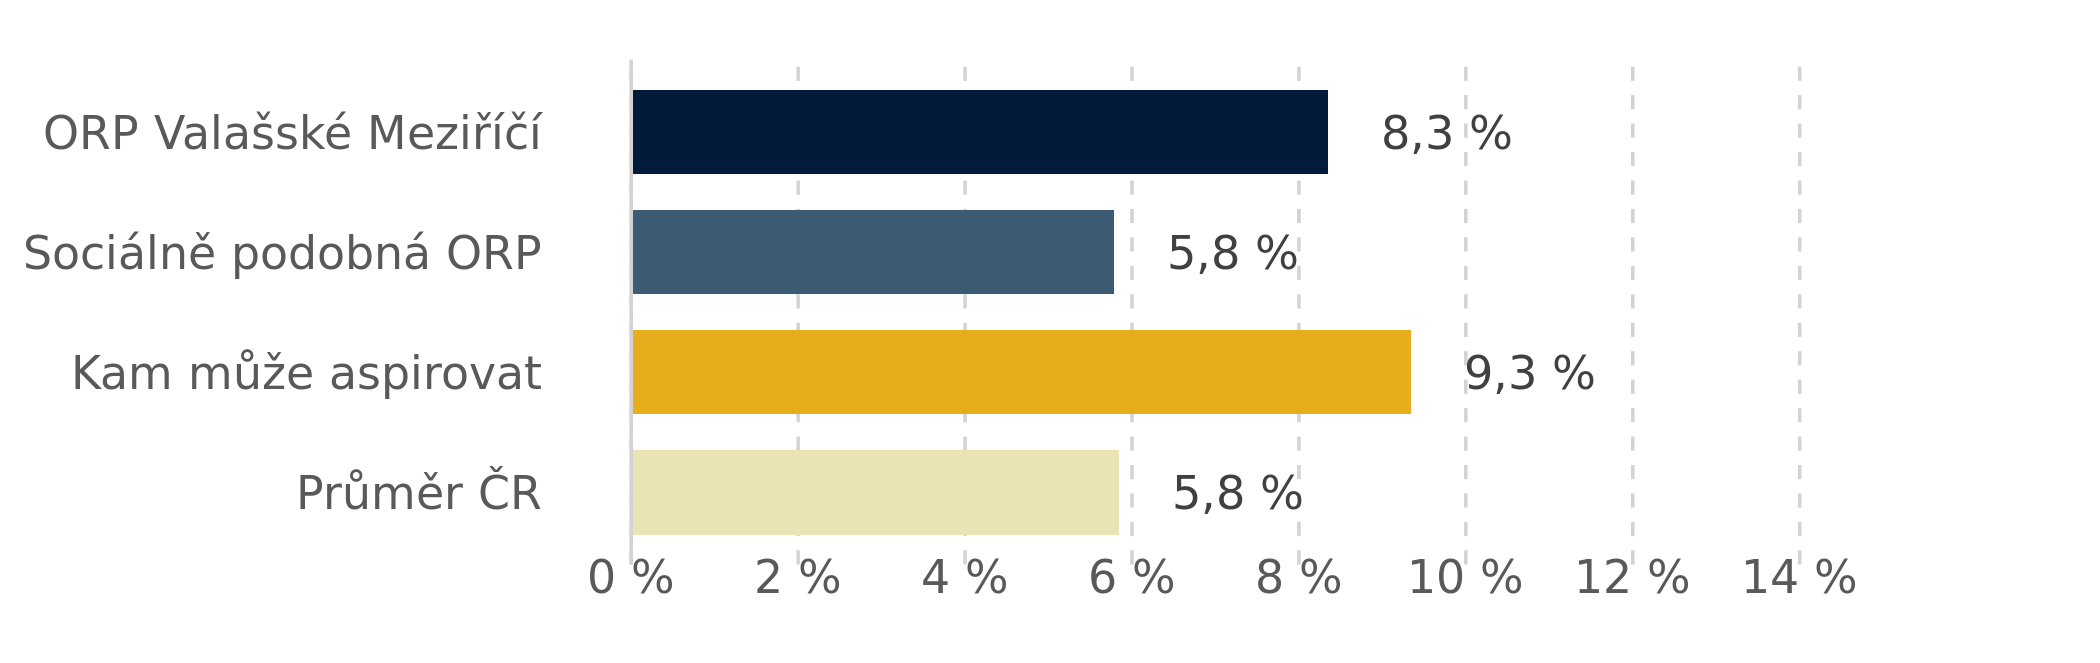 ORP Valašské Meziříčí 8,3 %
Sociálně podobná ORP 5,8 %
Kam může aspirovat 9,3 %
Průměr ČR 5,8 %
0 % 2 % 4 % 6 % 8 % 10 % 12 % 14 %